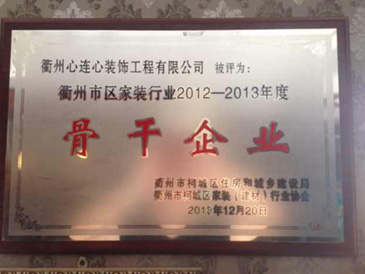 衢州心连心装饰工程有限公司 被评为:
衢州市区家装行业2012—2013年度
骨干企业
衢州市柯城区住房和城乡建设局
衢州市柯城区家装(建材)行业协会
2013年12月20日